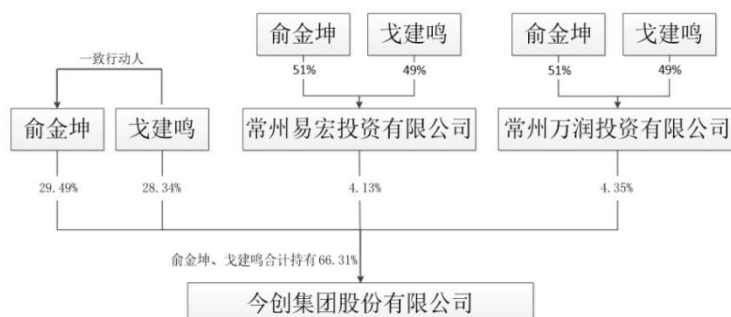 俞金坤 戈建鸣 俞金坤 戈建鸣
一致行动人
51% 49% 51% 49%
俞金坤 戈建鸣 常州易宏投资有限公司 常州万润投资有限公司
29.49% 28.34% 4.13% 4.35%
俞金坤、戈建鸣合计持有66.31%
今创集团股份有限公司